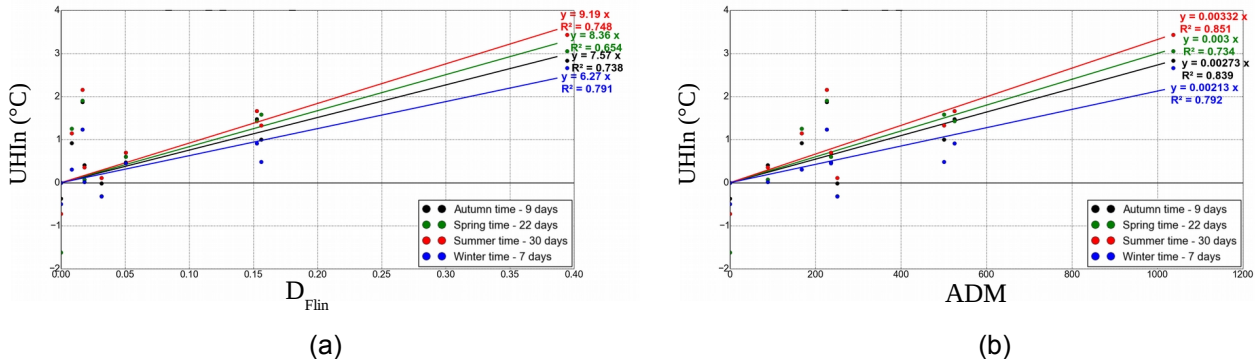 y = 9.19 x
R² = 0.748
y = 8.36 x
R² = 0.654
y = 7.57 x
R² = 0.738
y = 6.27 x
R² = 0.791
4
3
2
1
0
−1
−2
UHIn (°C)
Autumn time - 9 days
Spring time - 22 days
Summer time - 30 days
Winter time - 7 days
0.00 0.05 0.10 0.15 0.20 0.25 0.30 0.35 0.40
D_Flin
(a)
y = 0.00332 x
R² = 0.851
y = 0.003 x
R² = 0.734
y = 0.00273 x
R² = 0.839
y = 0.00213 x
R² = 0.792
4
3
2
1
0
−1
−2
UHIn (°C)
Autumn time - 9 days
Spring time - 22 days
Summer time - 30 days
Winter time - 7 days
0 200 400 600 800 1000 1200
ADM
(b)